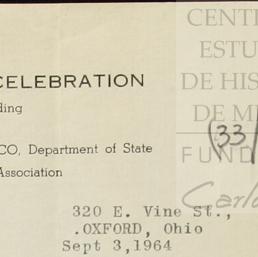 CELEBRATION
ding
CO, Department of State
Association
320 E. Vine St.,
.OXFORD, Ohio
Sept 3,1964
CENT
ESTU
DE HIS
DE M
(33/
FUND
Carl